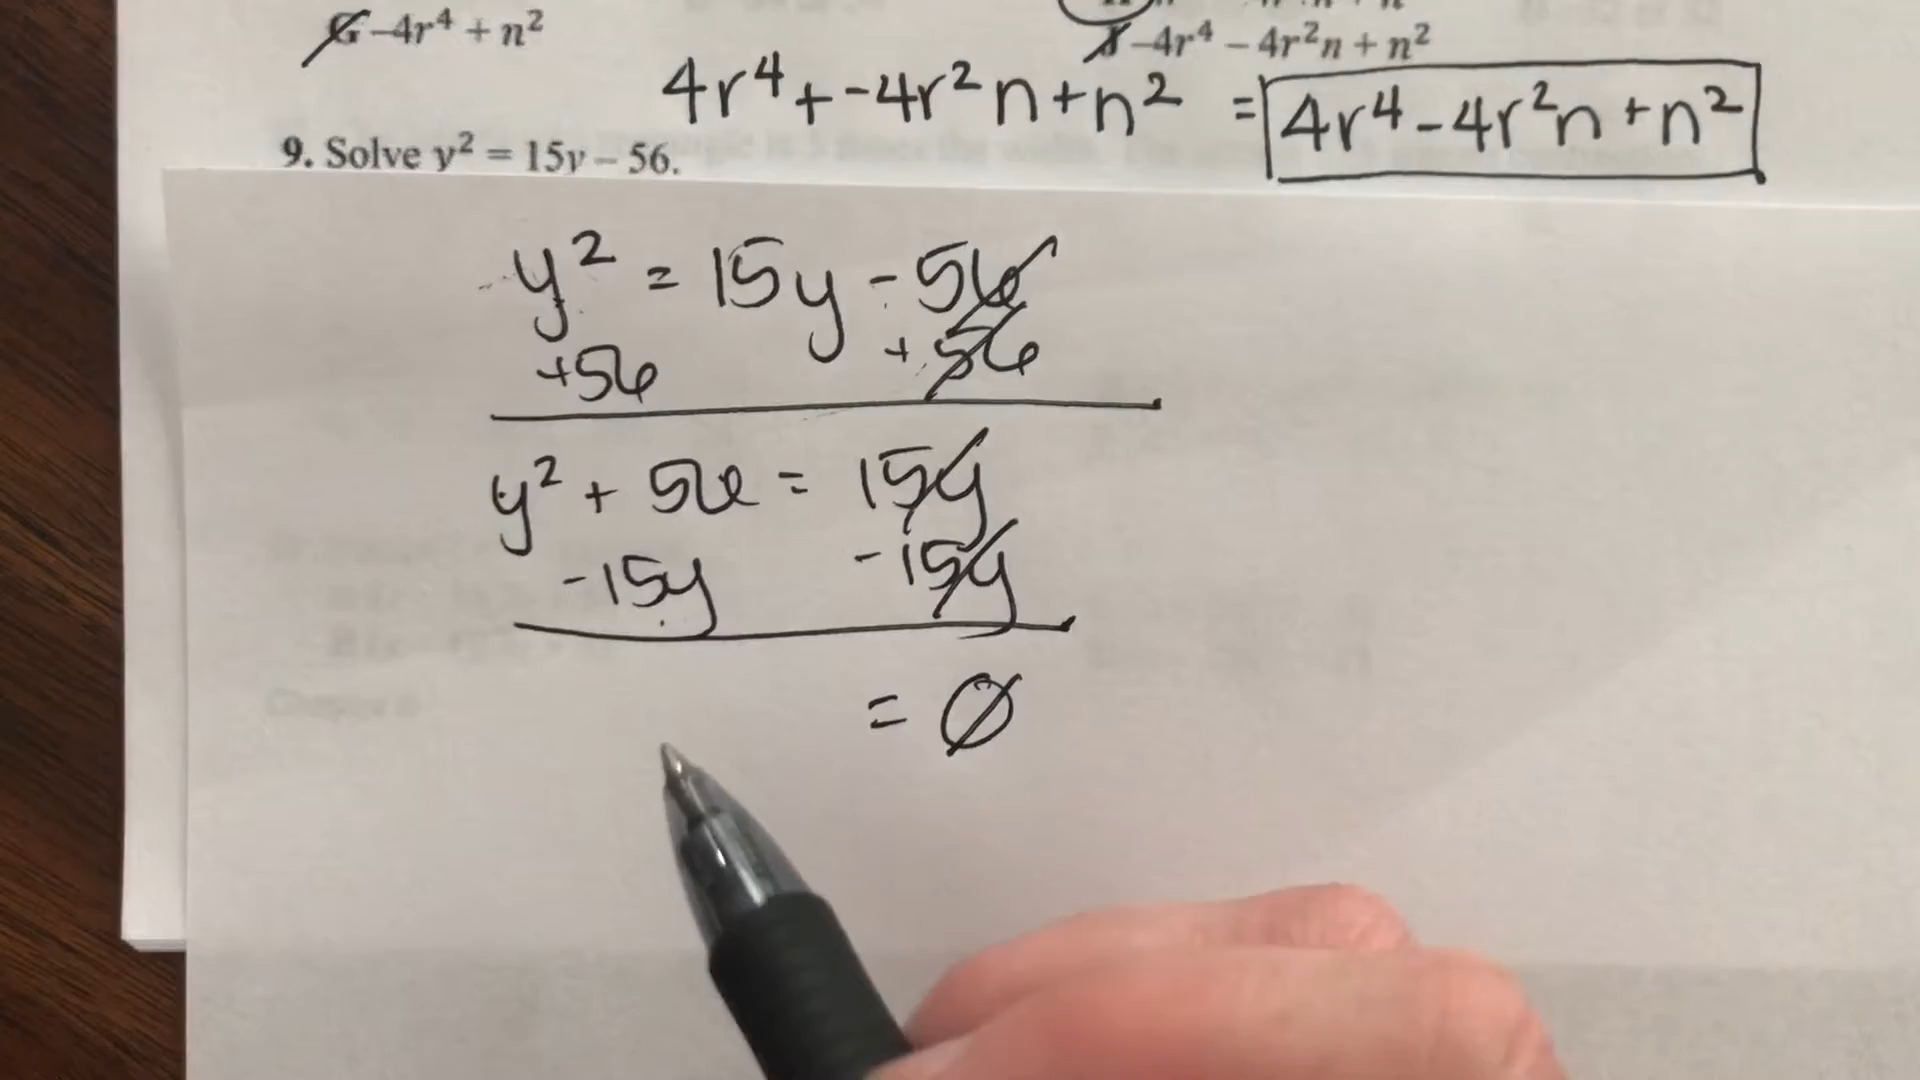 G -4r⁴ + n²
J -4r⁴ - 4r²n + n²
4r⁴ + -4r²n + n² = 4r⁴ - 4r²n + n²
9. Solve y² = 15y - 56.
y² = 15y - 56
+56 + 56
y² + 56 = 15y
-15y -15y
= 0